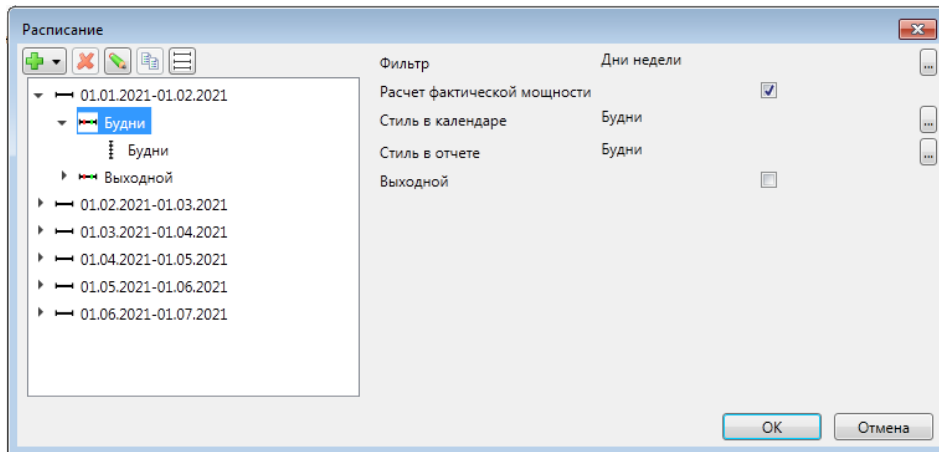 Расписание
01.01.2021-01.02.2021
Будни
Будни
Выходной
01.02.2021-01.03.2021
01.03.2021-01.04.2021
01.04.2021-01.05.2021
01.05.2021-01.06.2021
01.06.2021-01.07.2021
Фильтр Дни недели ...
Расчет фактической мощности
Стиль в календаре Будни ...
Стиль в отчете Будни ...
Выходной
OK Отмена